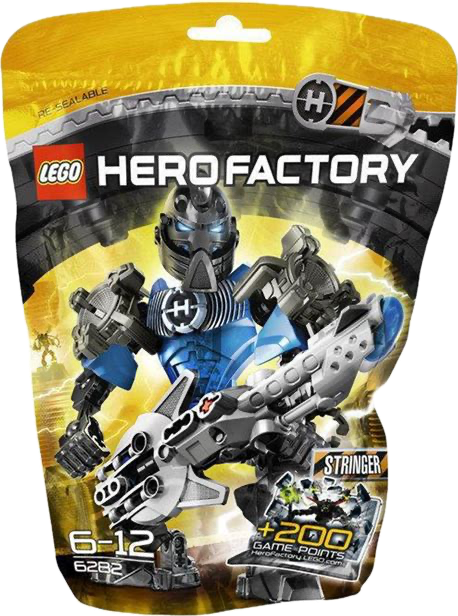 RE-SEALABLE
H
LEGO
HERO FACTORY
H
STRINGER
+200
GAME POINTS
HeroFactory.LEGO.com
6-12
6282